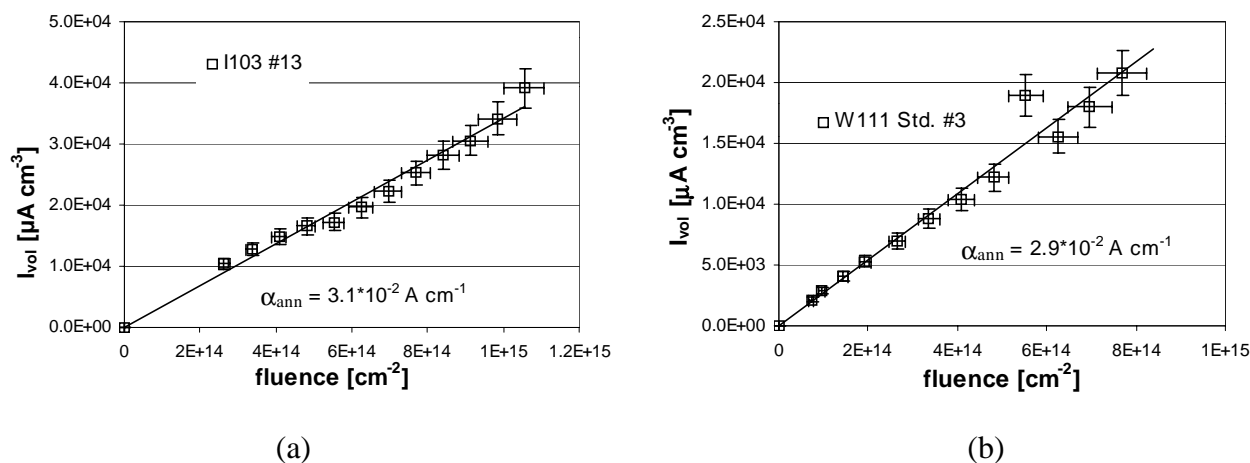 5.0E+04
4.0E+04
3.0E+04
2.0E+04
1.0E+04
0.0E+00
I_vol [µA cm^-3]
I103 #13
α_ann = 3.1*10^-2 A cm^-1
0 2E+14 4E+14 6E+14 8E+14 1E+15 1.2E+15
fluence [cm^-2]
(a)
2.5E+04
2.0E+04
1.5E+04
1.0E+04
5.0E+03
0.0E+00
I_vol [µA cm^-3]
W111 Std. #3
α_ann = 2.9*10^-2 A cm^-1
0 2E+14 4E+14 6E+14 8E+14 1E+15
fluence [cm^-2]
(b)